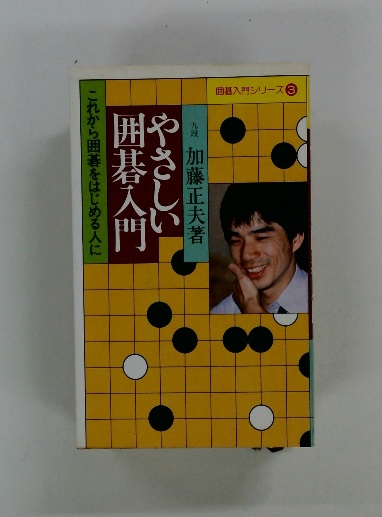 囲碁入門シリーズ3
九段 加藤正夫著
やさしい
囲碁入門
これから囲碁をはじめる人に